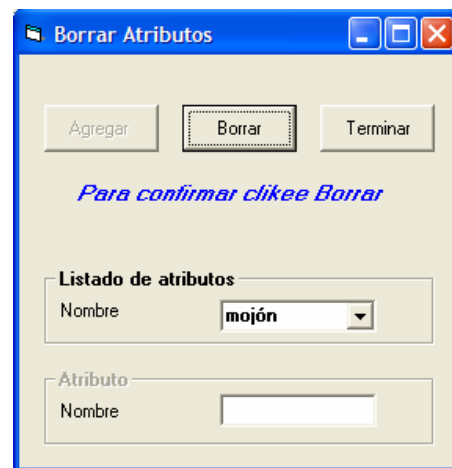 Borrar Atributos
Agregar Borrar Terminar
Para confirmar clikee Borrar
Listado de atributos
Nombre mojón
Atributo
Nombre